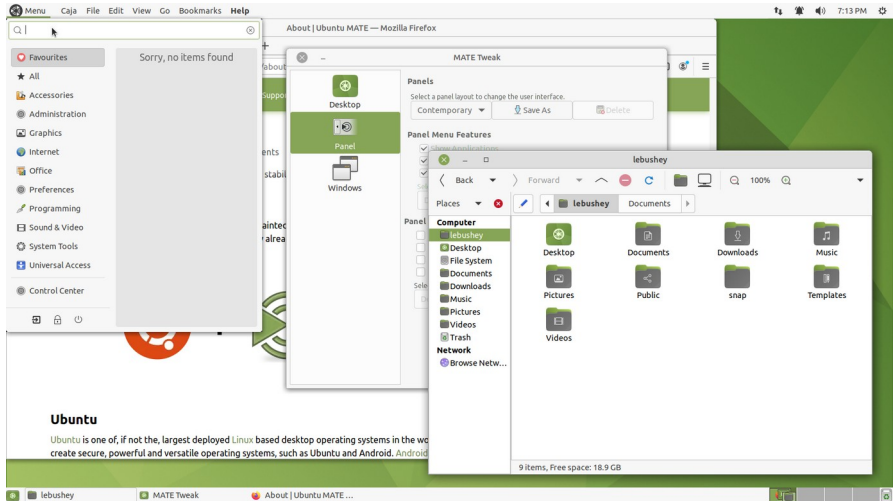 Menu Caja File Edit View Go Bookmarks Help
7:13 PM
About | Ubuntu MATE — Mozilla Firefox
Favourites
All
Accessories
Administration
Graphics
Internet
Office
Preferences
Programming
Sound & Video
System Tools
Universal Access
Control Center
Sorry, no items found
MATE Tweak
Desktop
Panel
Windows
Panels
Select a panel layout to change the user interface.
Contemporary
Save As
Delete
Panel Menu Features
Show Applications
lebushey
Back
Forward
100%
Places
lebushey
Documents
Computer
lebushey
Desktop
File System
Documents
Downloads
Music
Pictures
Videos
Trash
Network
Browse Netw...
Desktop
Documents
Downloads
Music
Pictures
Public
snap
Templates
Videos
9 items, Free space: 18.9 GB
Ubuntu
Ubuntu is one of, if not the, largest deployed Linux based desktop operating systems in the
create secure, powerful and versatile operating systems, such as Ubuntu and Android. Android
lebushey
MATE Tweak
About | Ubuntu MATE ...